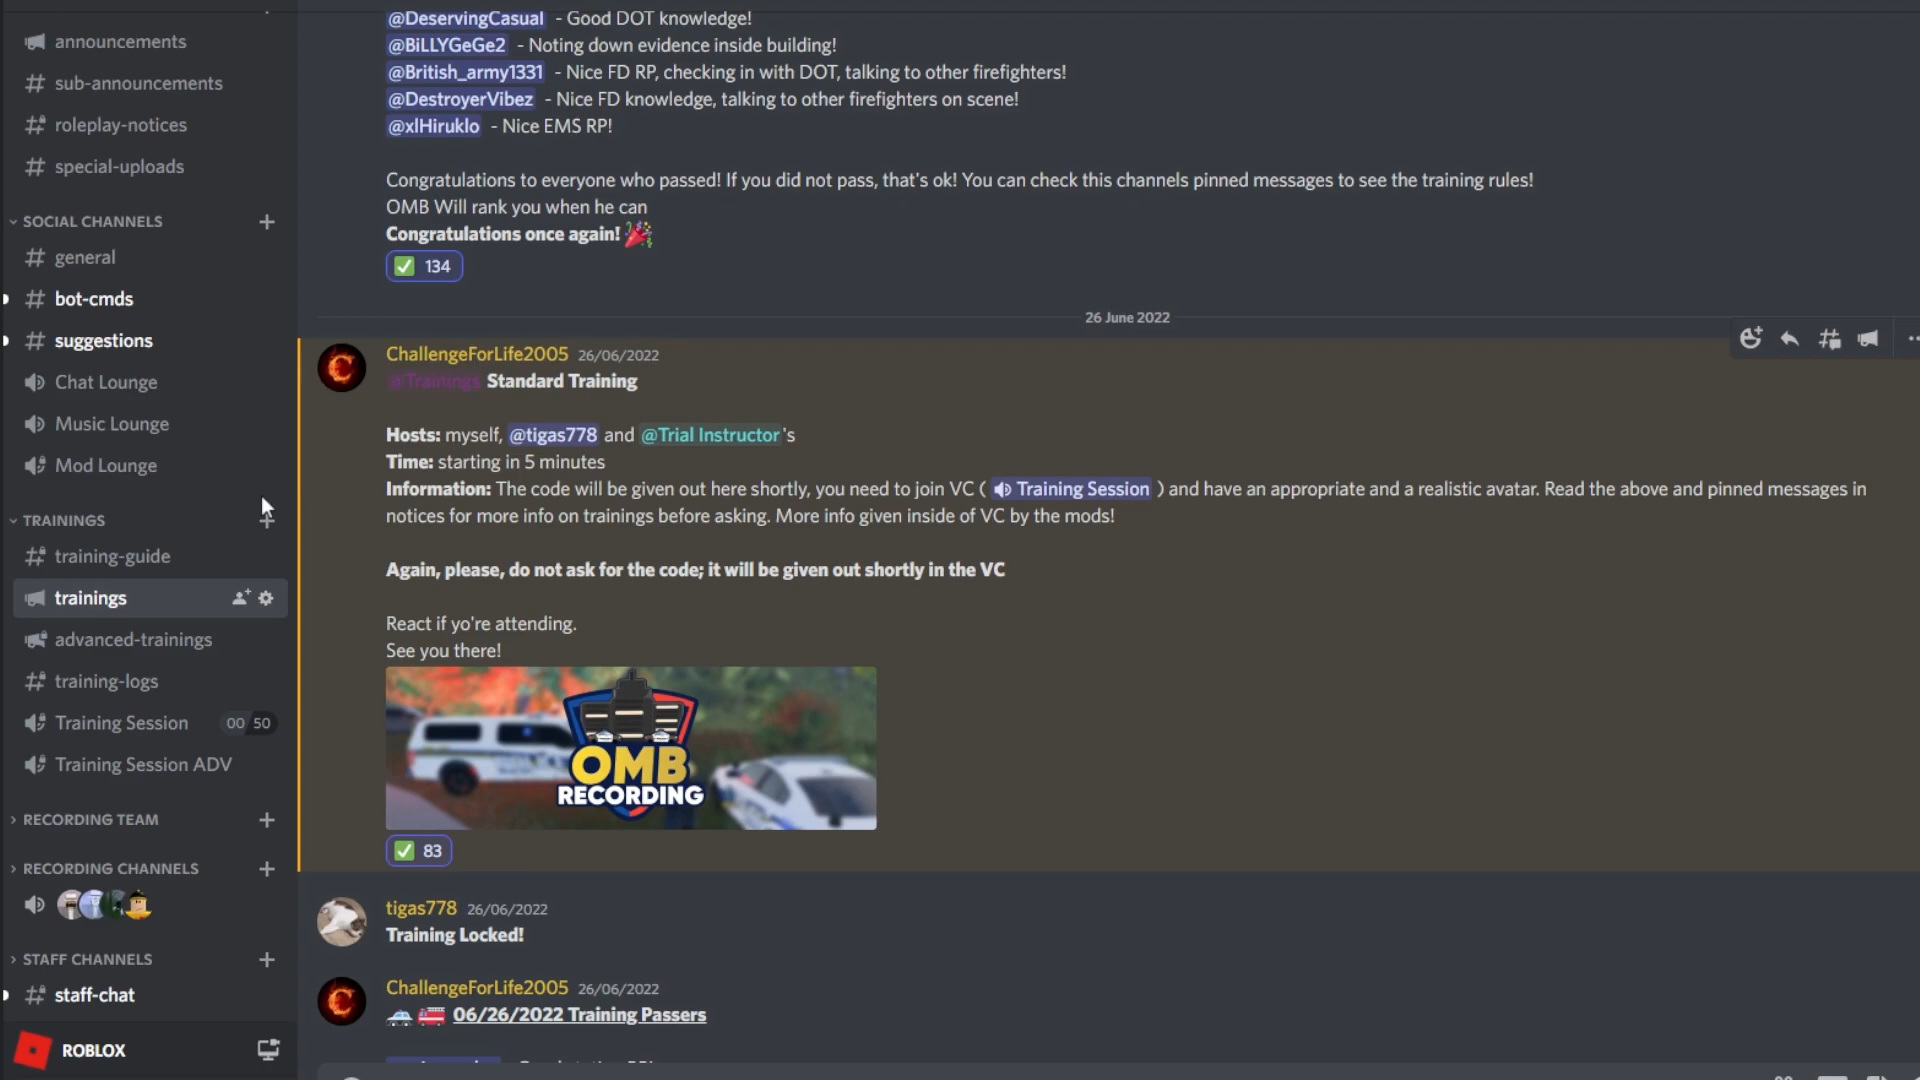 announcements
sub-announcements
roleplay-notices
special-uploads
SOCIAL CHANNELS
general
bot-cmds
suggestions
Chat Lounge
Music Lounge
Mod Lounge
TRAININGS
training-guide
trainings
advanced-trainings
training-logs
Training Session 00 50
Training Session ADV
RECORDING TEAM
RECORDING CHANNELS
STAFF CHANNELS
staff-chat
ROBLOX
@DeservingCasual - Good DOT knowledge!
@BiLLYGeGe2 - Noting down evidence inside building!
@British_army1331 - Nice FD RP, checking in with DOT, talking to other firefighters!
@DestroyerVibez - Nice FD knowledge, talking to other firefighters on scene!
@xlHiruklo - Nice EMS RP!
Congratulations to everyone who passed! If you did not pass, that's ok! You can check this channels pinned messages to see the training rules!
OMB Will rank you when he can
Congratulations once again! 🎉
✅ 134
26 June 2022
ChallengeForLife2005 26/06/2022
@Trainings Standard Training
Hosts: myself, @tigas778 and @Trial Instructor 's
Time: starting in 5 minutes
Information: The code will be given out here shortly, you need to join VC ( Training Session ) and have an appropriate and a realistic avatar. Read the above and pinned messages in
notices for more info on trainings before asking. More info given inside of VC by the mods!
Again, please, do not ask for the code; it will be given out shortly in the VC
React if yo're attending.
See you there!
OMB
RECORDING
✅ 83
tigas778 26/06/2022
Training Locked!
ChallengeForLife2005 26/06/2022
🚓 🚒 06/26/2022 Training Passers